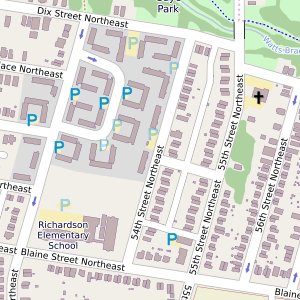 Park
Dix Street Northeast
Watts-Bra
ace Northeast
P
P
P
P
P
P
P
P
P
P
54th Street Northeast
55th Street Northeast
55th Street Northeast
56th Street Northeast
Northeast
Richardson
Elementary
School
Blaine Street Northeast
Blaine